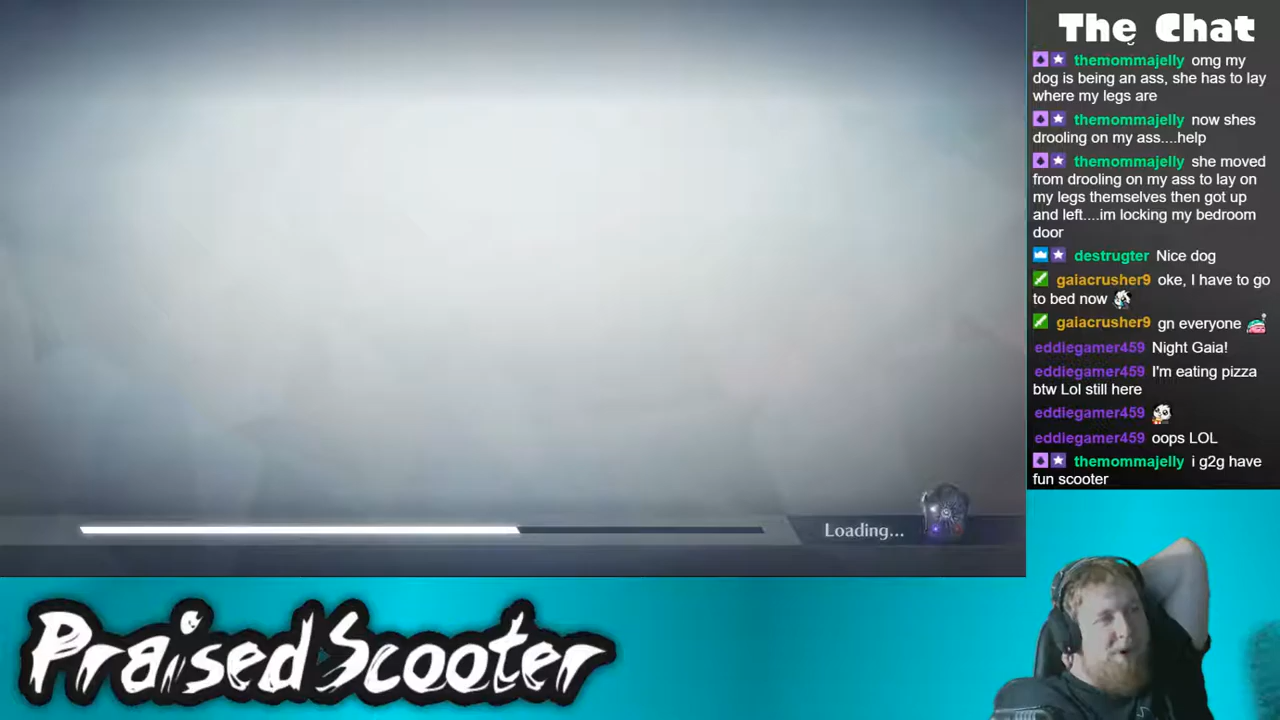 The Chat
themommajelly omg my
dog is being an ass, she has to lay
where my legs are
themommajelly now shes
drooling on my ass....help
themommajelly she moved
from drooling on my ass to lay on
my legs themselves then got up
and left....im locking my bedroom
door
destrugter Nice dog
gaiacrusher9 oke, I have to go
to bed now
gaiacrusher9 gn everyone
eddiegamer459 Night Gaia!
eddiegamer459 I'm eating pizza
btw Lol still here
eddiegamer459
eddiegamer459 oops LOL
themommajelly i g2g have
fun scooter
Loading...
PraisedScooter